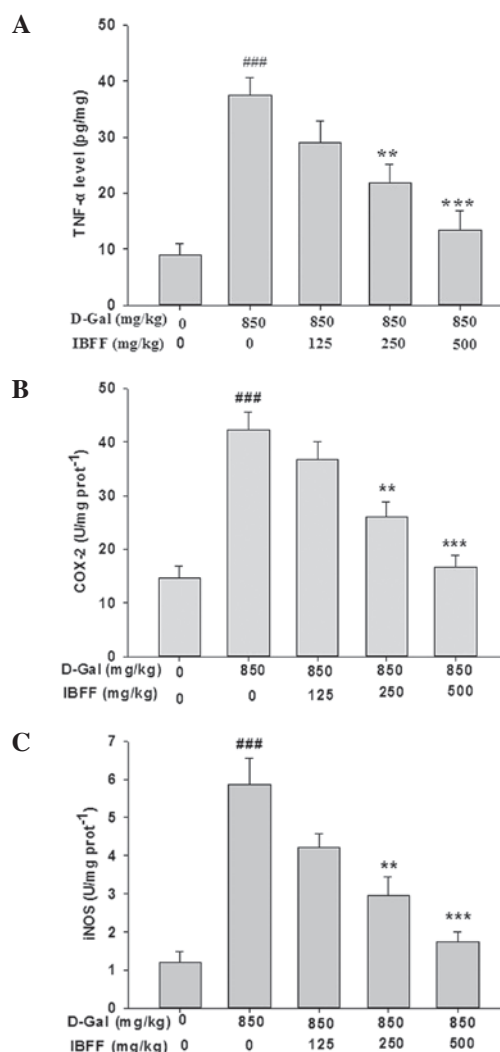 A
TNF-α level (pg/mg)
50
40
30
20
10
0
###
**
***
D-Gal (mg/kg) 0 850 850 850 850
IBFF (mg/kg) 0 0 125 250 500
B
COX-2 (U/mg prot⁻¹)
50
40
30
20
10
0
###
**
***
D-Gal (mg/kg) 0 850 850 850 850
IBFF (mg/kg) 0 0 125 250 500
C
iNOS (U/mg prot⁻¹)
7
6
5
4
3
2
1
0
###
**
***
D-Gal (mg/kg) 0 850 850 850 850
IBFF (mg/kg) 0 0 125 250 500